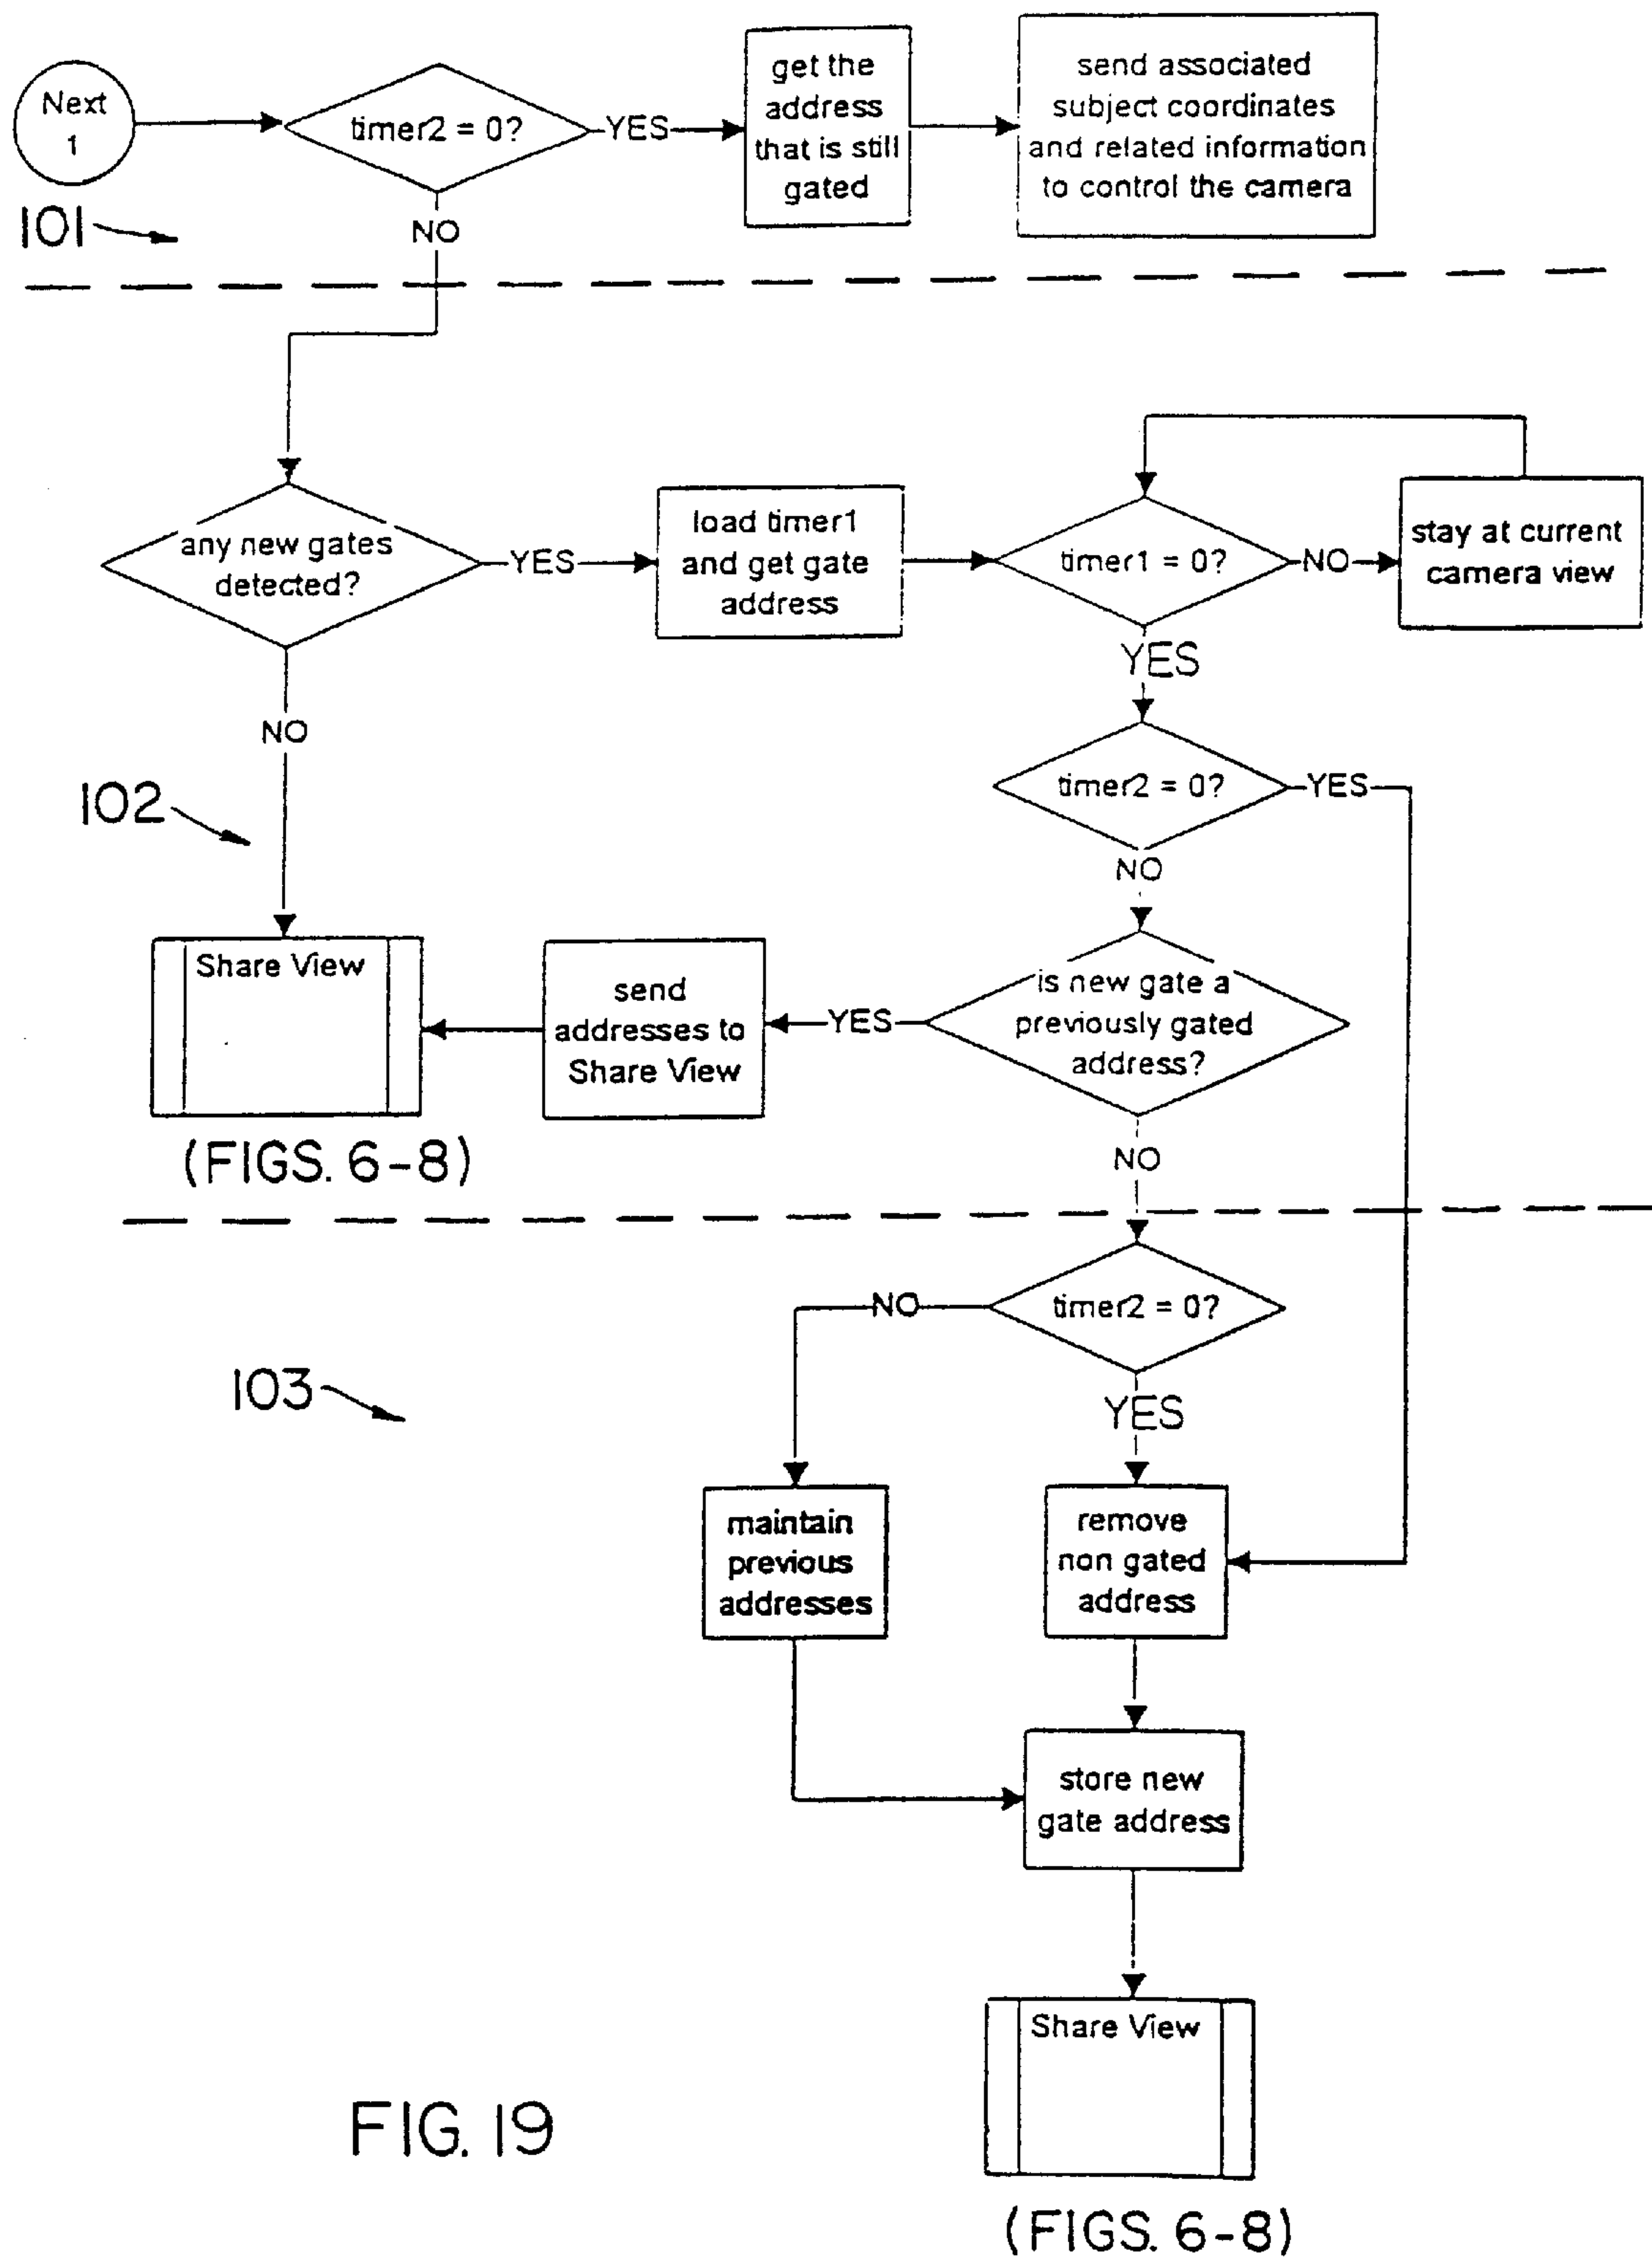 Next
1
timer2 = 0?
YES
get the
address
that is still
gated
send associated
subject coordinates
and related information
to control the camera
101
NO
any new gates
detected?
YES
load timer1
and get gate
address
timer1 = 0?
NO
stay at current
camera view
YES
NO
timer2 = 0?
YES
102
NO
Share View
send
addresses to
Share View
YES
is new gate a
previously gated
address?
(FIGS. 6-8)
NO
timer2 = 0?
NO
103
YES
maintain
previous
addresses
remove
non gated
address
store new
gate address
Share View
FIG. 19
(FIGS. 6-8)